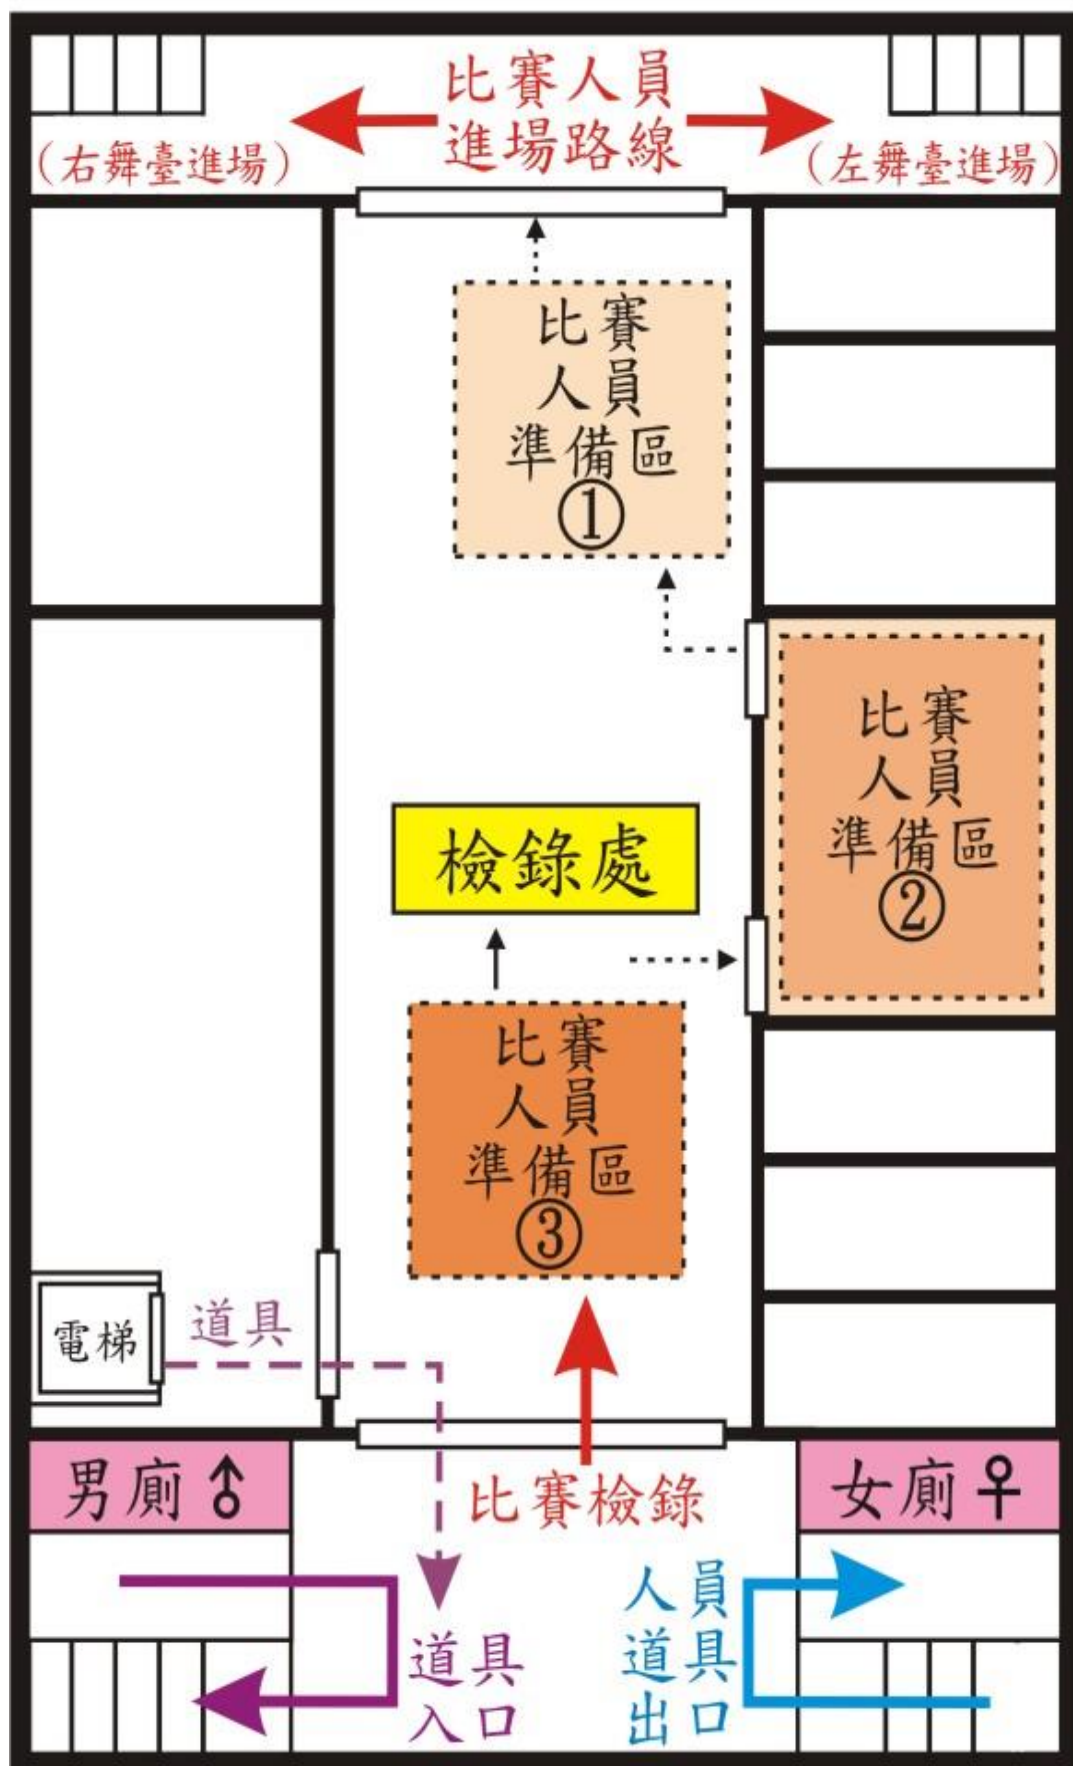 比賽人員
進場路線
(右舞臺進場)
(左舞臺進場)
比賽
人員
準備區
①
比賽
人員
準備區
②
檢錄處
比賽
人員
準備區
③
電梯
道具
男廁♂
比賽檢錄
女廁♀
道具
入口
人員
道具
出口